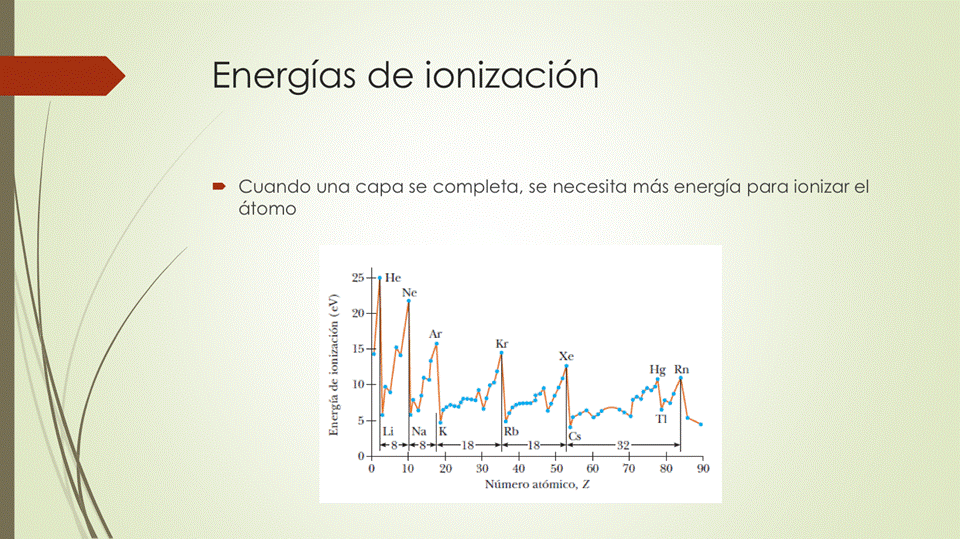 Energías de ionización
Cuando una capa se completa, se necesita más energía para ionizar el
átomo
Energía de ionización (eV)
25
20
15
10
5
0
He
Ne
Ar
Kr
Xe
Hg Rn
Tl
Li Na K Rb Cs
8 8 18 18 32
0 10 20 30 40 50 60 70 80 90
Número atómico, Z